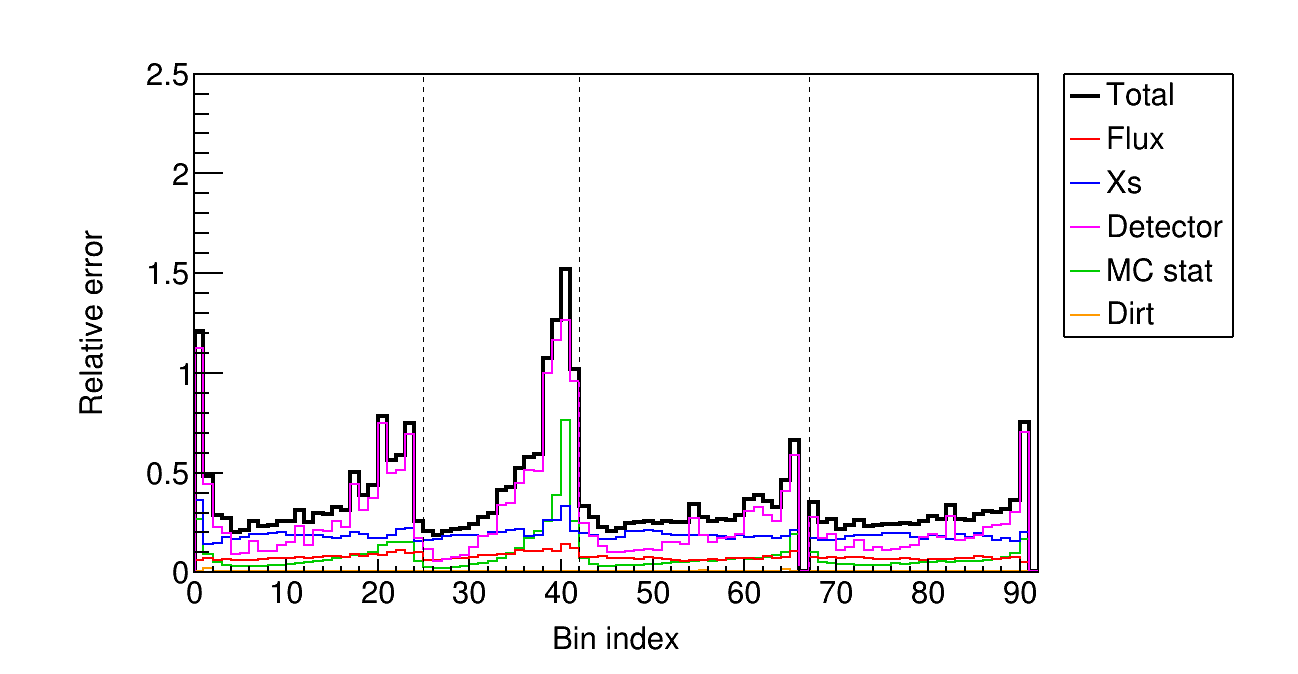 2.5
2
1.5
1
0.5
0
0 10 20 30 40 50 60 70 80 90
Relative error
Bin index
Total
Flux
Xs
Detector
MC stat
Dirt